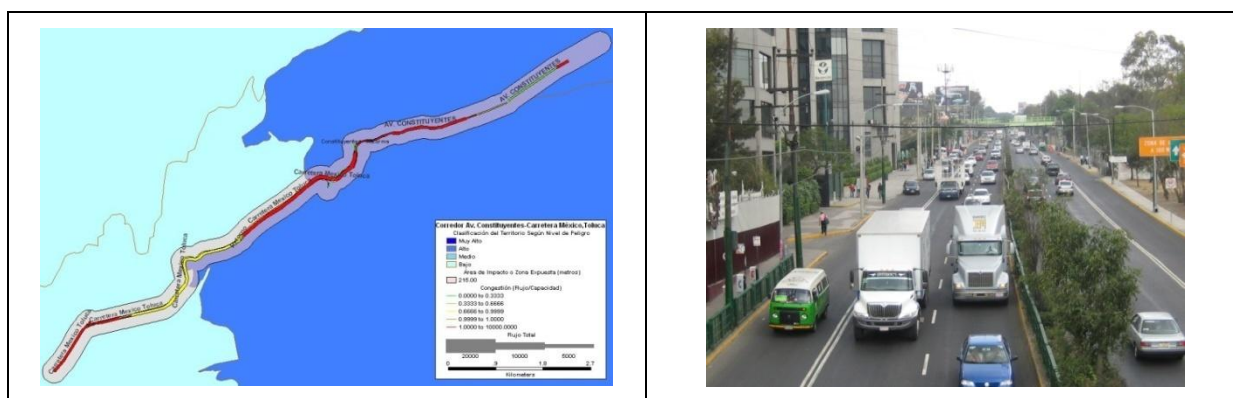 AV. CONSTITUYENTES
AV. CONSTITUYENTES
Carretera Mexico Toluca
Carretera Mexico Toluca
Carretera Mexico Toluca
Carretera Mexico Toluca
Corredor Av. Constituyentes-Carretera México,Toluca
Clasificación del Territorio Según Nivel de Peligro
Muy Alto
Alto
Medio
Bajo
Área de Impacto o Zona Expuesta (metros)
Congestión (Flujo/Capacidad)
0.0000 to 0.3333
0.3333 to 0.6666
0.6666 to 0.9999
0.9999 to 1.0000
1.0000 to 10000.0000
Flujo Total
20000 10000 5000
0 .9 1.8 2.7
Kilometers